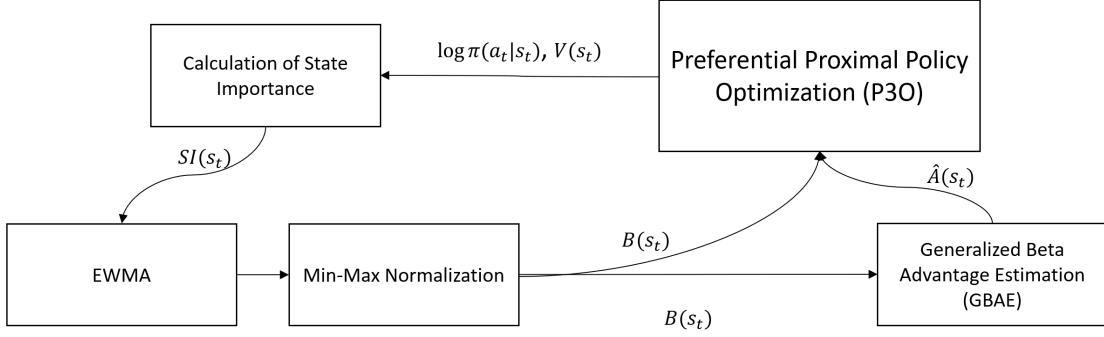 Calculation of State
Importance
log π(a_t|s_t), V(s_t)
Preferential Proximal Policy
Optimization (P3O)
SI(s_t)
Â(s_t)
EWMA
Min-Max Normalization
B(s_t)
Generalized Beta
Advantage Estimation
(GBAE)
B(s_t)